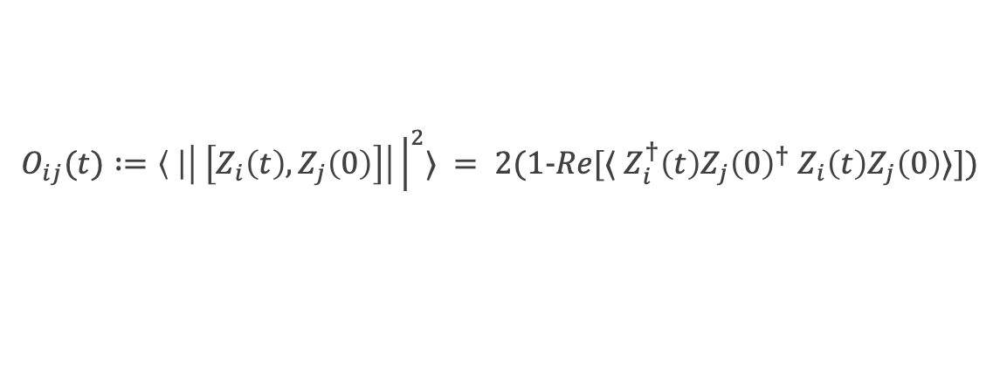 O_{ij}(t) := ⟨ || [Z_i(t), Z_j(0)]| |^2⟩ = 2(1-Re[⟨ Z_i^†(t)Z_j(0)^† Z_i(t)Z_j(0)⟩])